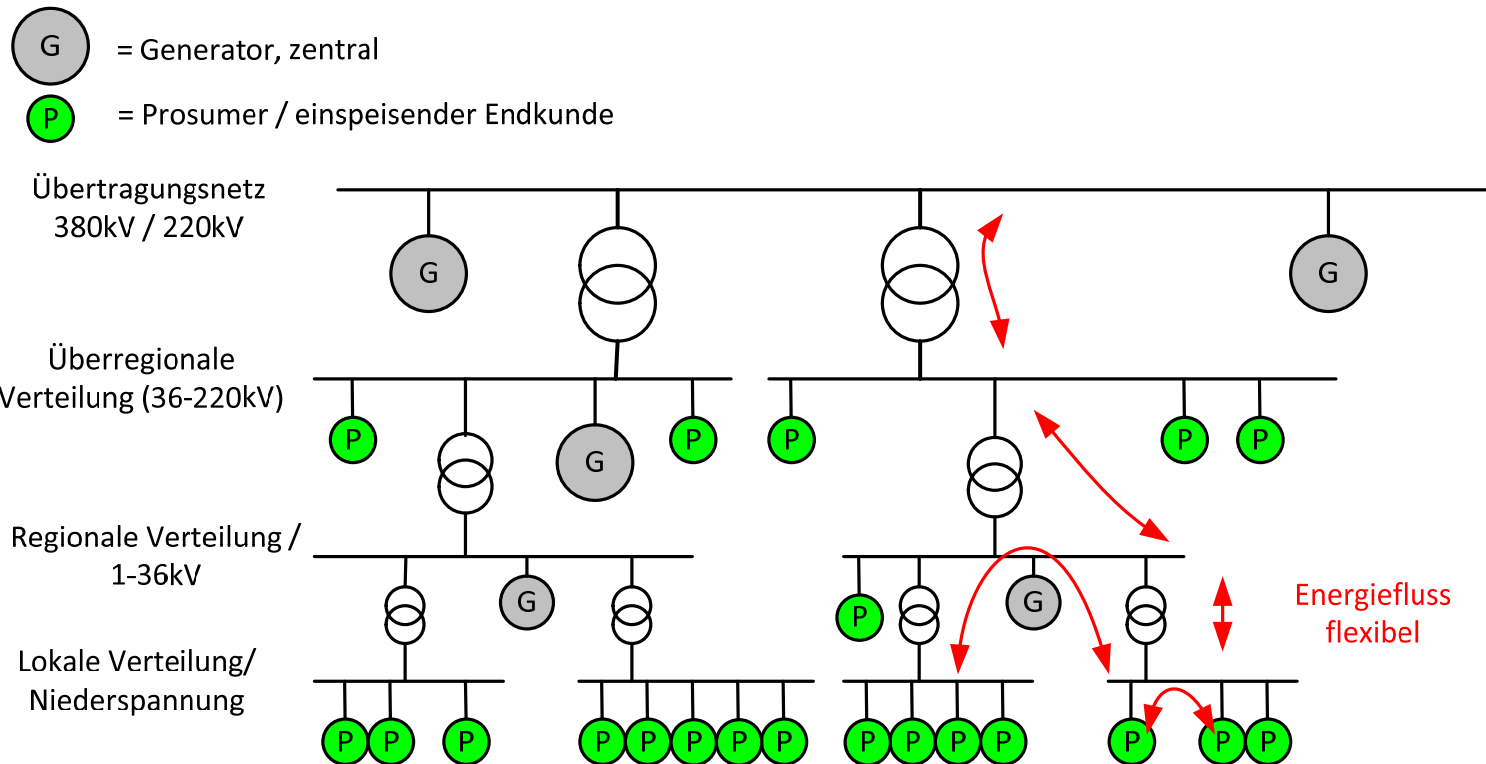 G = Generator, zentral
P = Prosumer / einspeisender Endkunde
Übertragungsnetz
380kV / 220kV
G G
Überregionale
Verteilung (36-220kV)
P G P P P P
Regionale Verteilung /
1-36kV
G P G
Energiefluss
flexibel
Lokale Verteilung/
Niederspannung
P P P P P P P P P P P P P P P